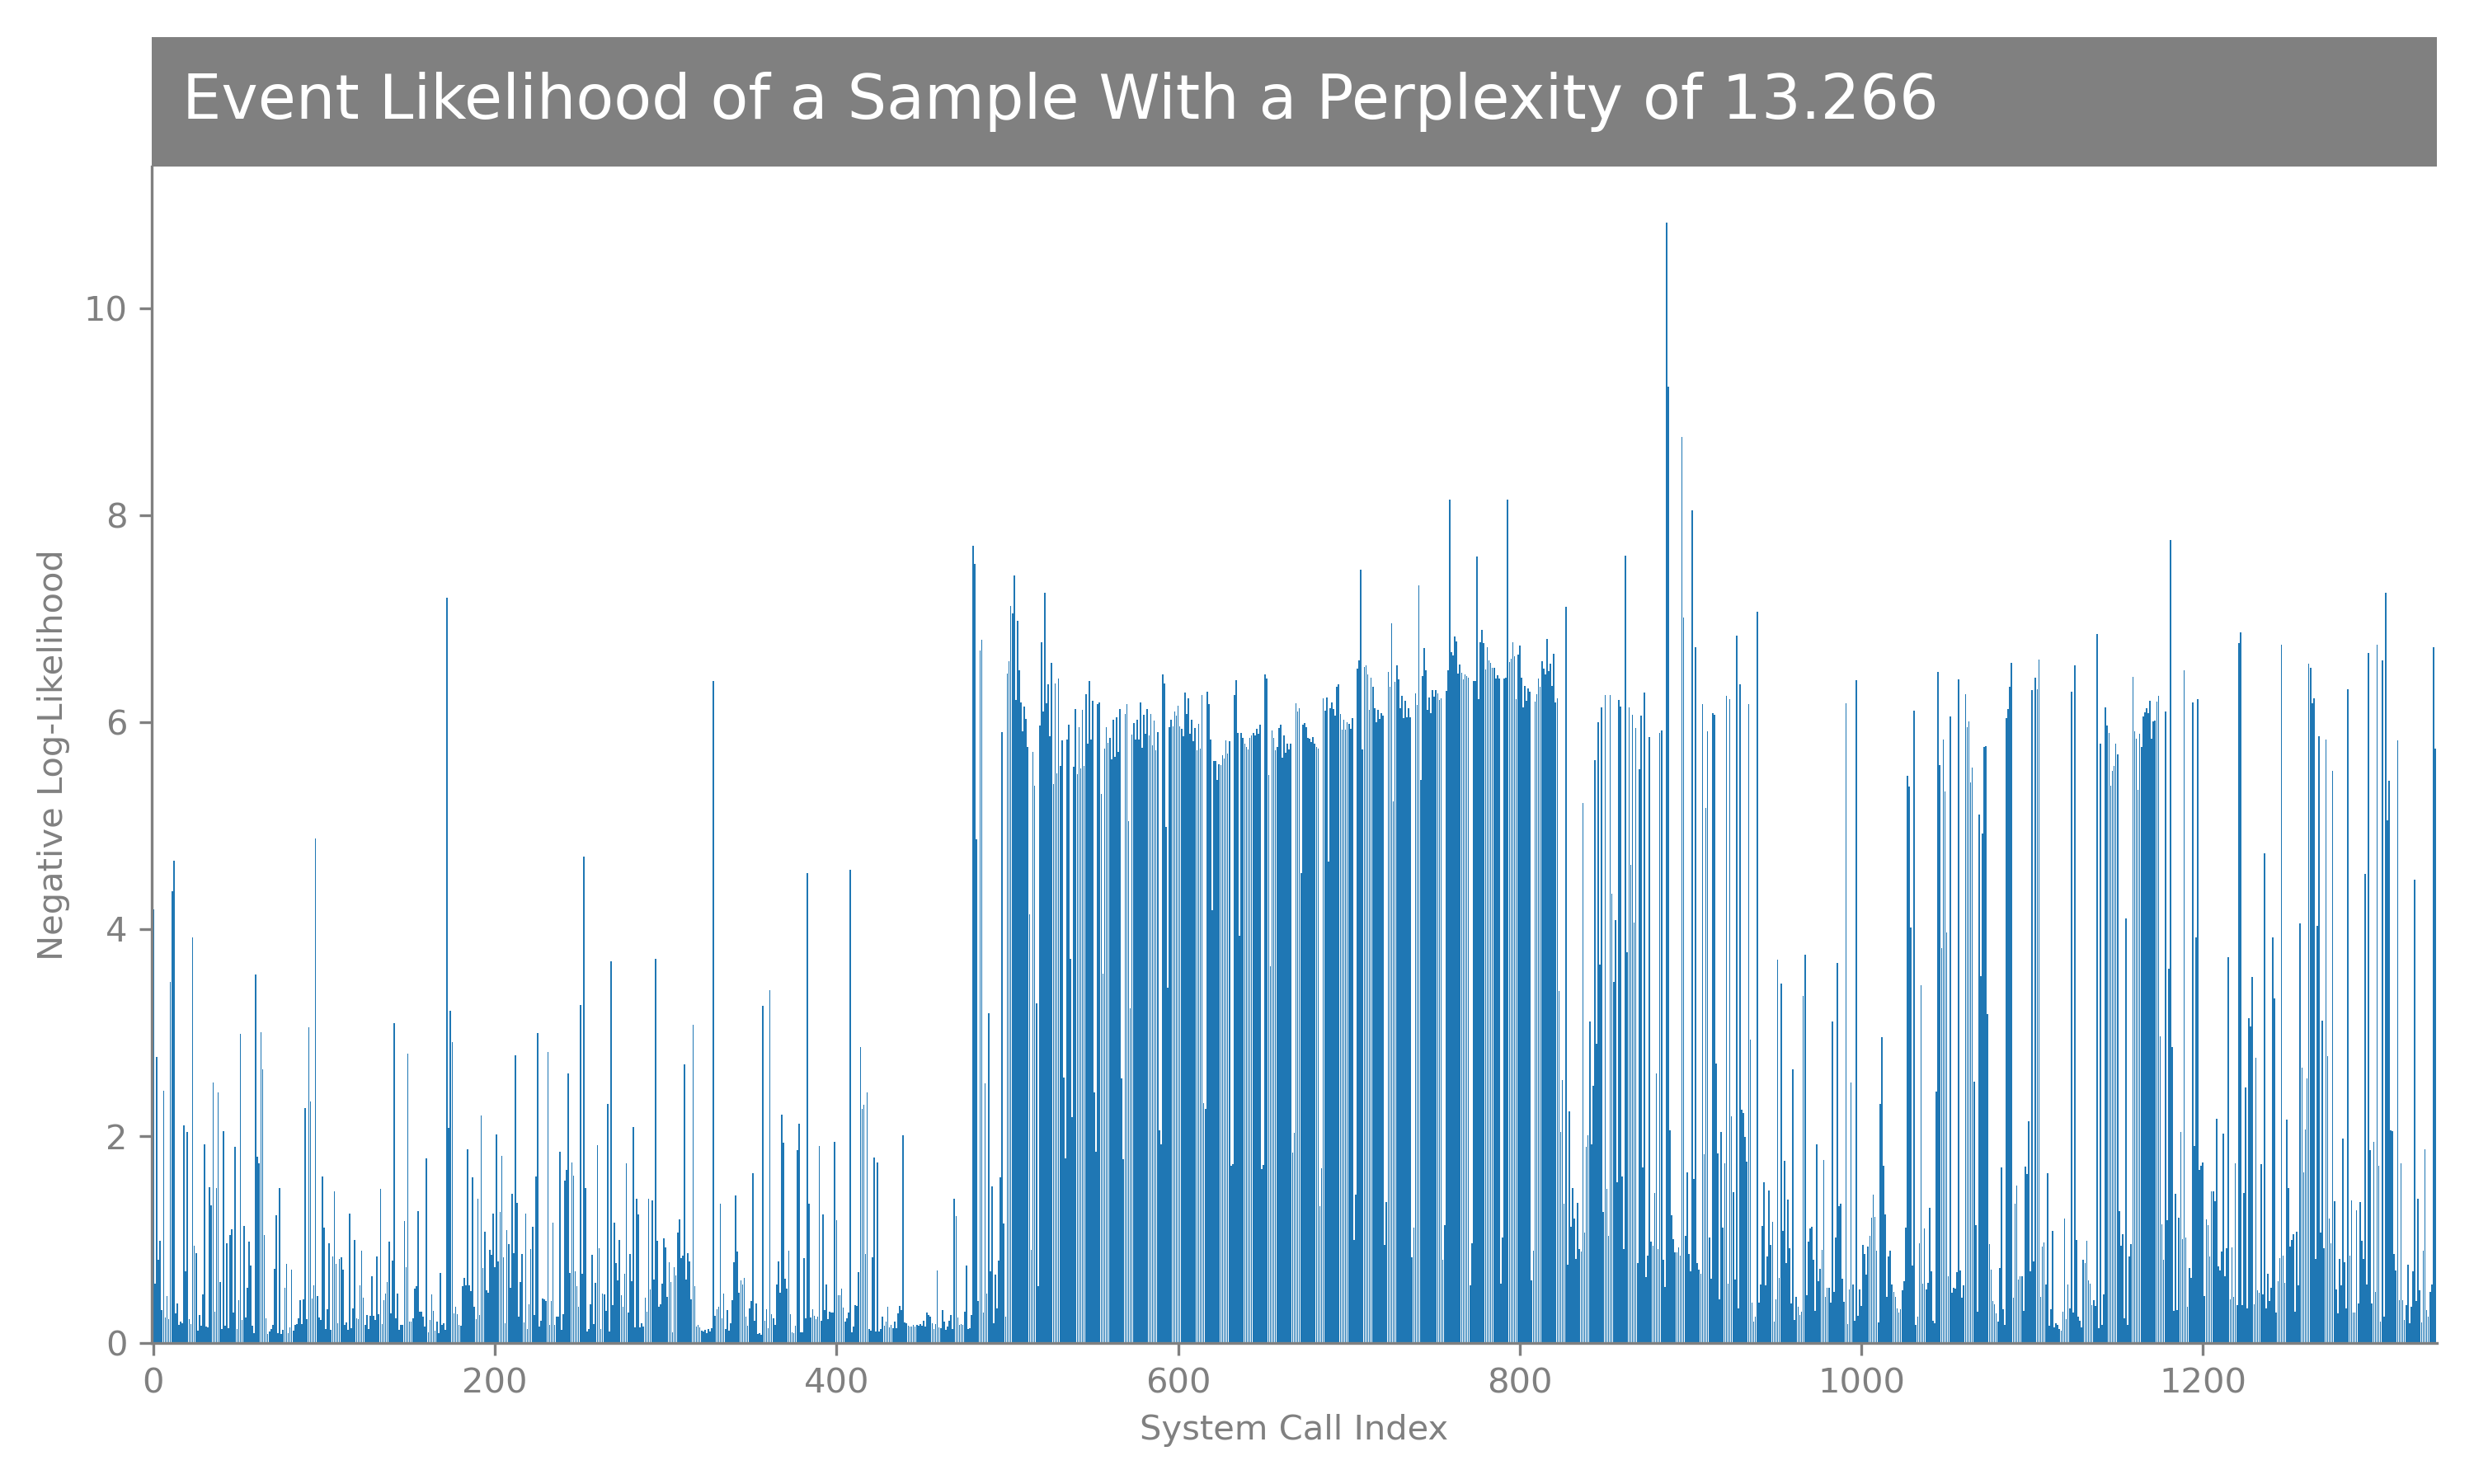 Event Likelihood of a Sample With a Perplexity of 13.266
Negative Log-Likelihood
10
8
6
4
2
0
0 200 400 600 800 1000 1200
System Call Index